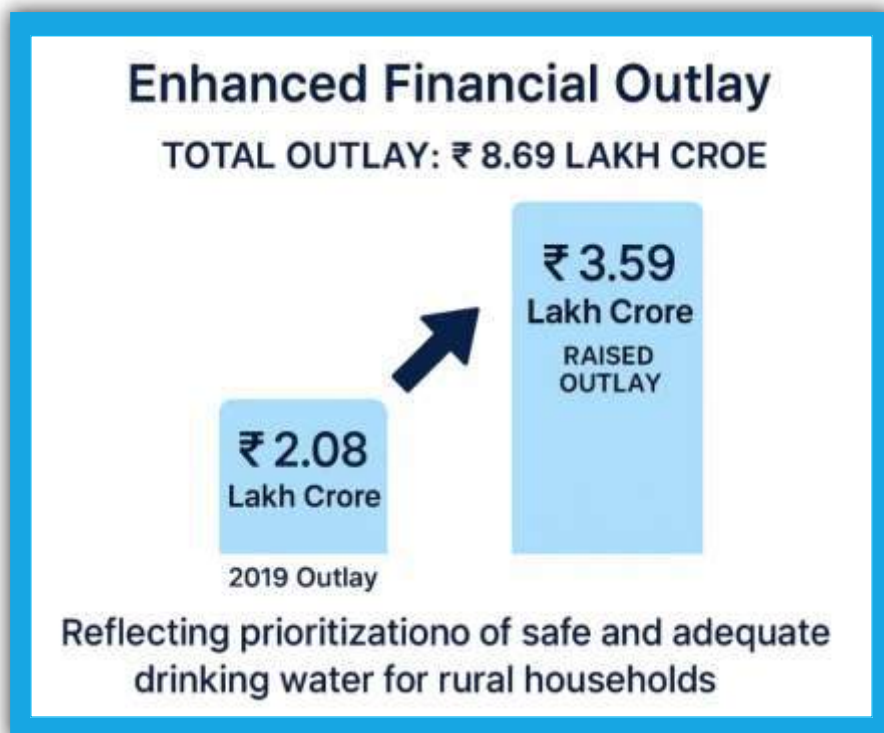 Enhanced Financial Outlay
TOTAL OUTLAY: ₹ 8.69 LAKH CROE
₹ 3.59
Lakh Crore
RAISED
OUTLAY
₹ 2.08
Lakh Crore
2019 Outlay
Reflecting prioritizationo of safe and adequate
drinking water for rural households